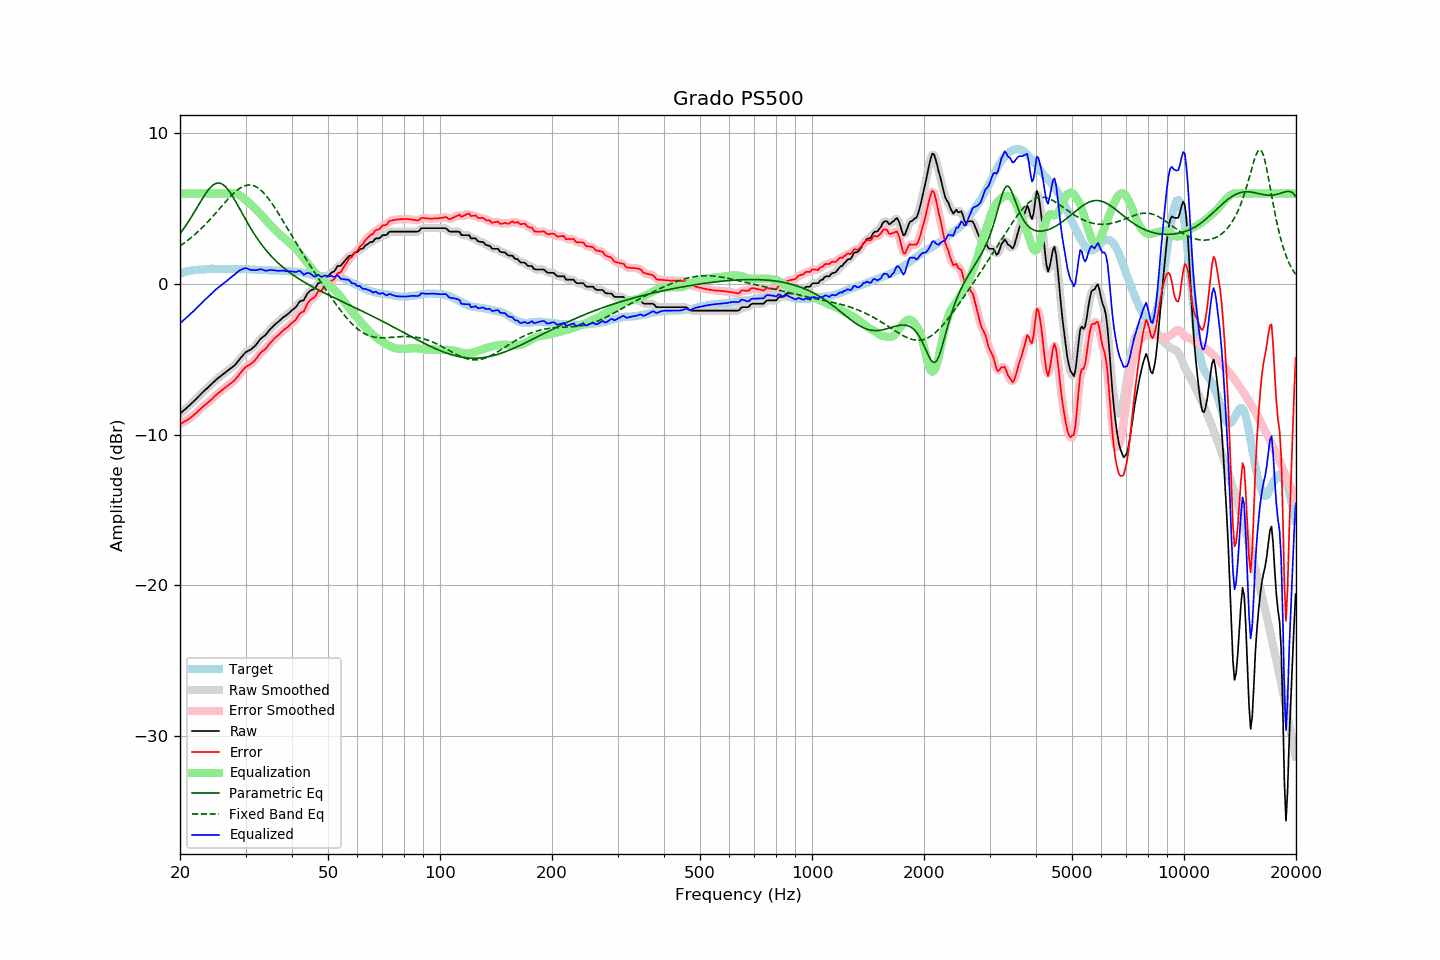 Grado PS500
10
0
−10
−20
−30
Amplitude (dBr)
Target
Raw Smoothed
Error Smoothed
Raw
Error
Equalization
Parametric Eq
Fixed Band Eq
Equalized
20 50 100 200 500 1000 2000 5000 10000 20000
Frequency (Hz)